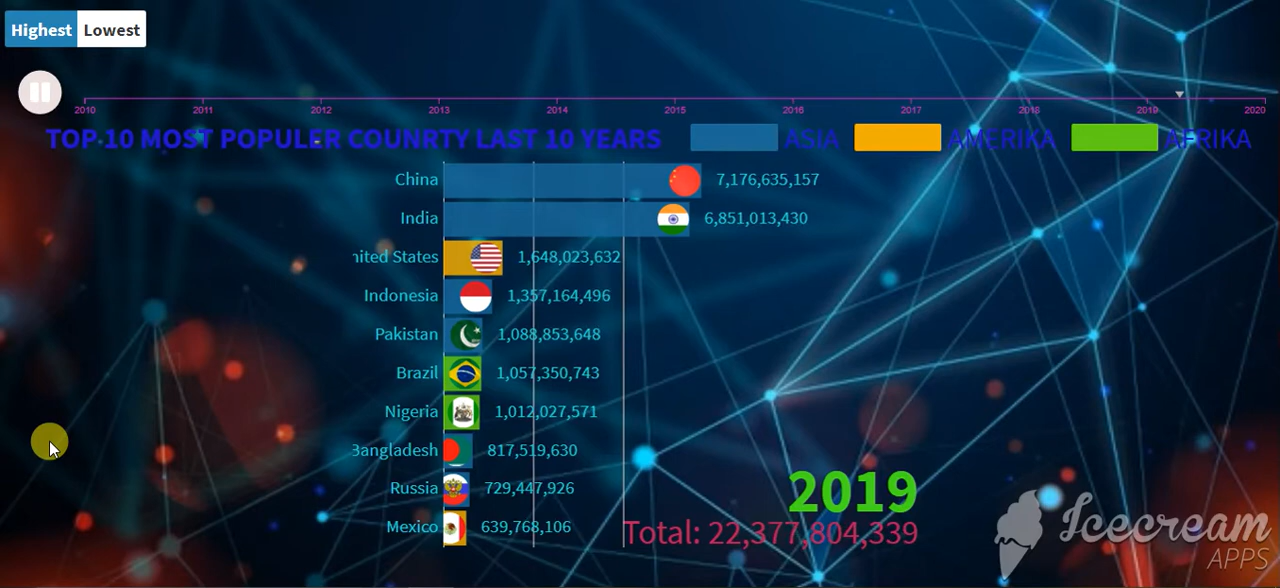 Highest Lowest
2010 2011 2012 2013 2014 2015 2016 2017 2018 2019 2020
TOP 10 MOST POPULER COUNRTY LAST 10 YEARS ASIA AMERIKA AFRIKA
China 7,176,635,157
India 6,851,013,430
nited States 1,648,023,632
Indonesia 1,357,164,496
Pakistan 1,088,853,648
Brazil 1,057,350,743
Nigeria 1,012,027,571
Bangladesh 817,519,630
Russia 729,447,926
Mexico 639,768,106
2019
Total: 22,377,804,339
Icecream
APPS